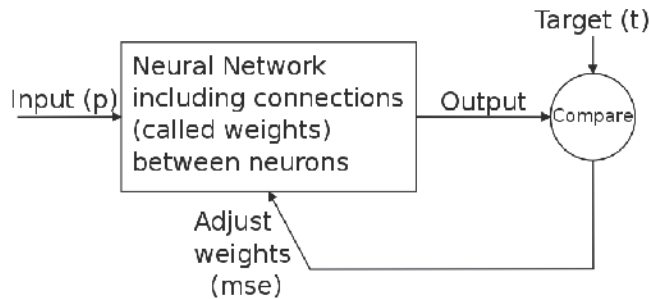 Target (t)
Neural Network
including connections
(called weights)
between neurons
Input (p)
Output
Compare
Adjust
weights
(mse)